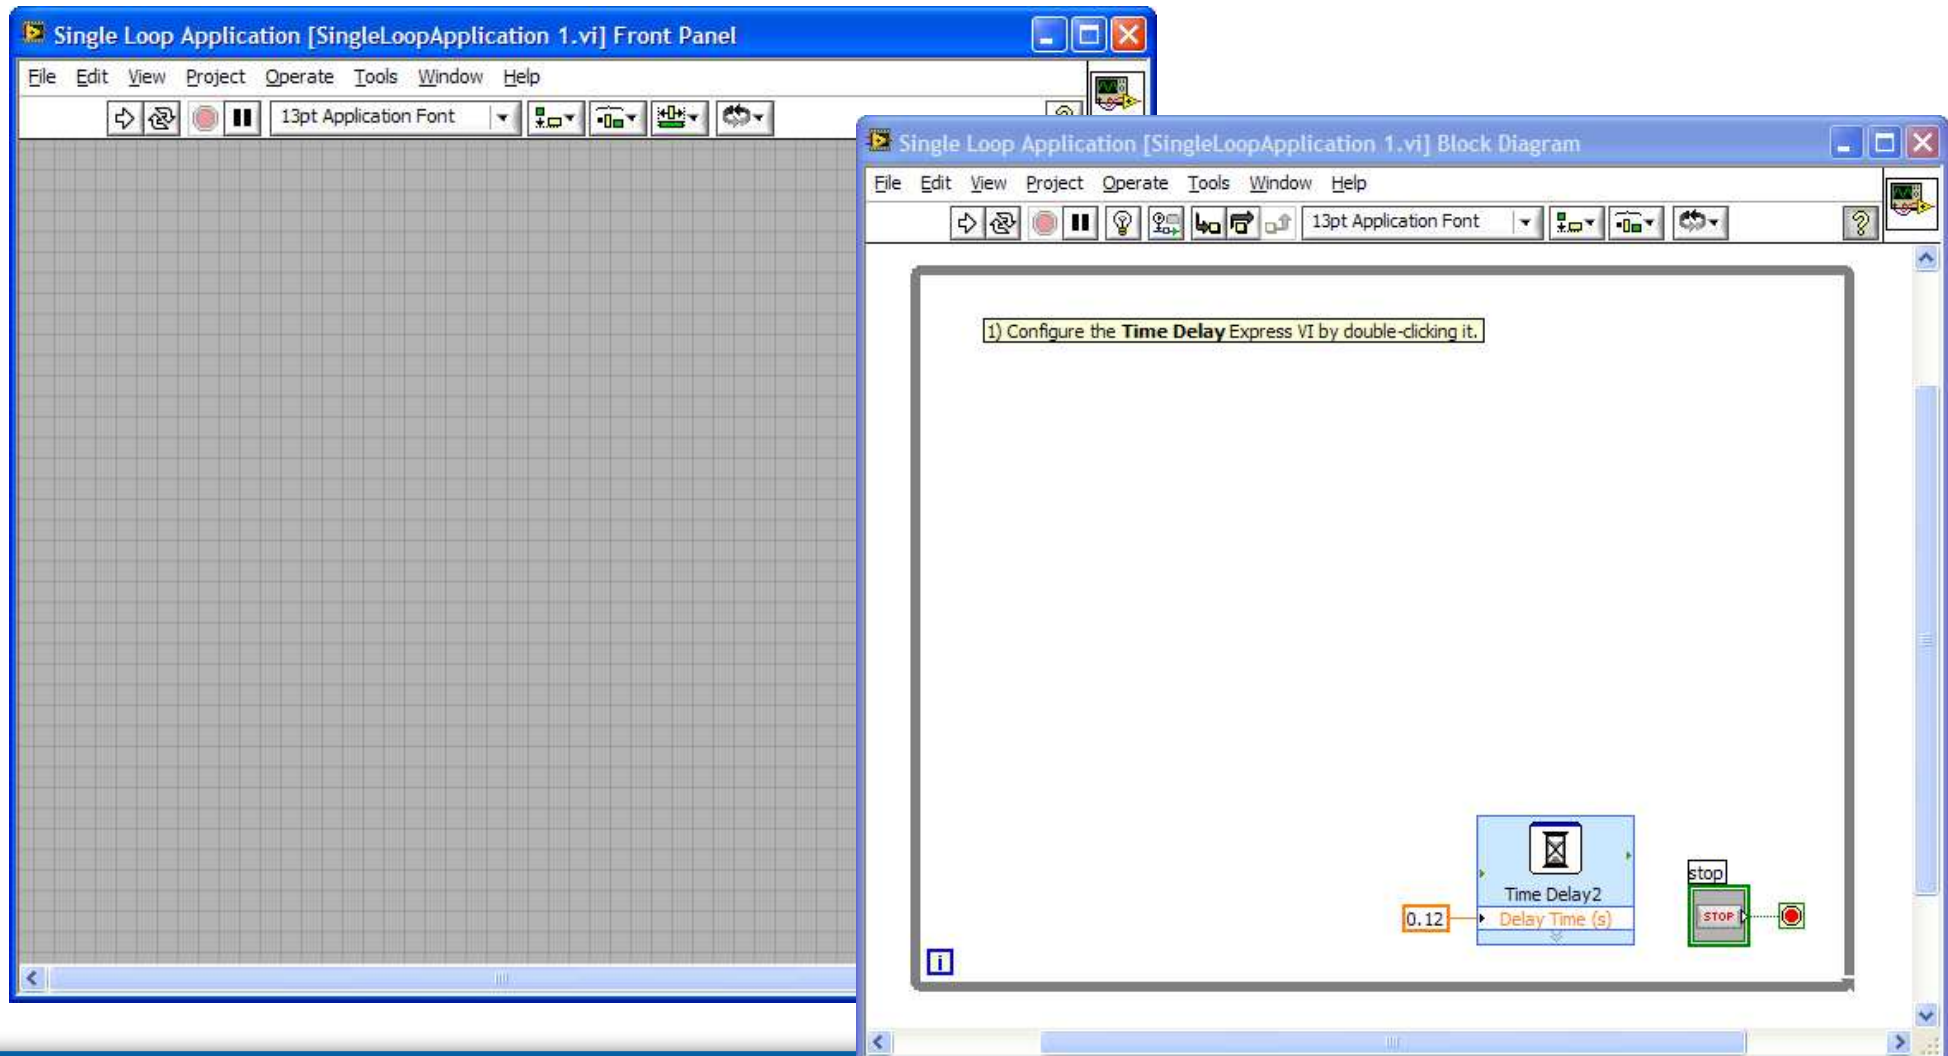 Single Loop Application [SingleLoopApplication 1.vi] Front Panel
File Edit View Project Operate Tools Window Help
13pt Application Font
Single Loop Application [SingleLoopApplication 1.vi] Block Diagram
File Edit View Project Operate Tools Window Help
13pt Application Font
1) Configure the Time Delay Express VI by double-clicking it.
Time Delay2
0.12
Delay Time (s)
stop
STOP
i